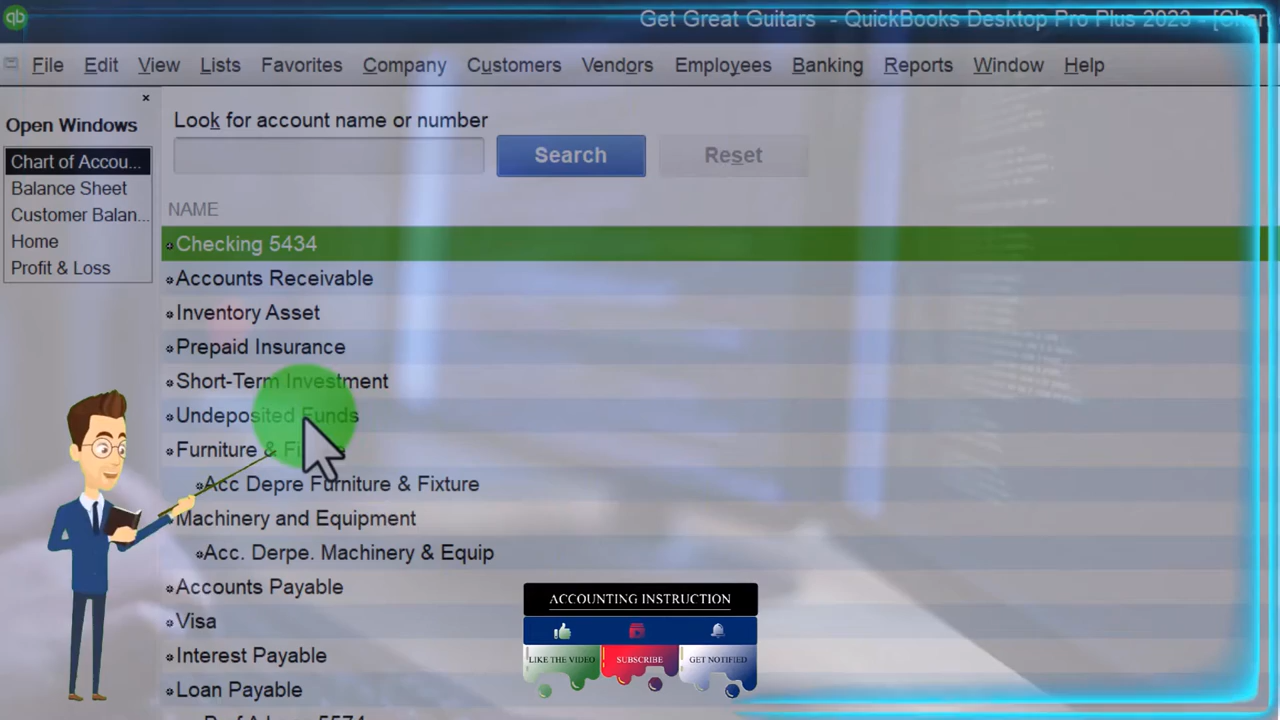 qb
Get Great Guitars - QuickBooks Desktop Pro Plus 2023 - [Chart
File Edit View Lists Favorites Company Customers Vendors Employees Banking Reports Window Help
Open Windows
Chart of Accou...
Balance Sheet
Customer Balan...
Home
Profit & Loss
Look for account name or number
Search
Reset
NAME
Checking 5434
Accounts Receivable
Inventory Asset
Prepaid Insurance
Short-Term Investment
Undeposited Funds
Furniture &
Acc Depre Furniture & Fixture
Machinery and Equipment
Acc. Derpe. Machinery & Equip
Accounts Payable
Visa
Interest Payable
Loan Payable
ACCOUNTING INSTRUCTION
LIKE THE VIDEO
SUBSCRIBE
GET NOTIFIED